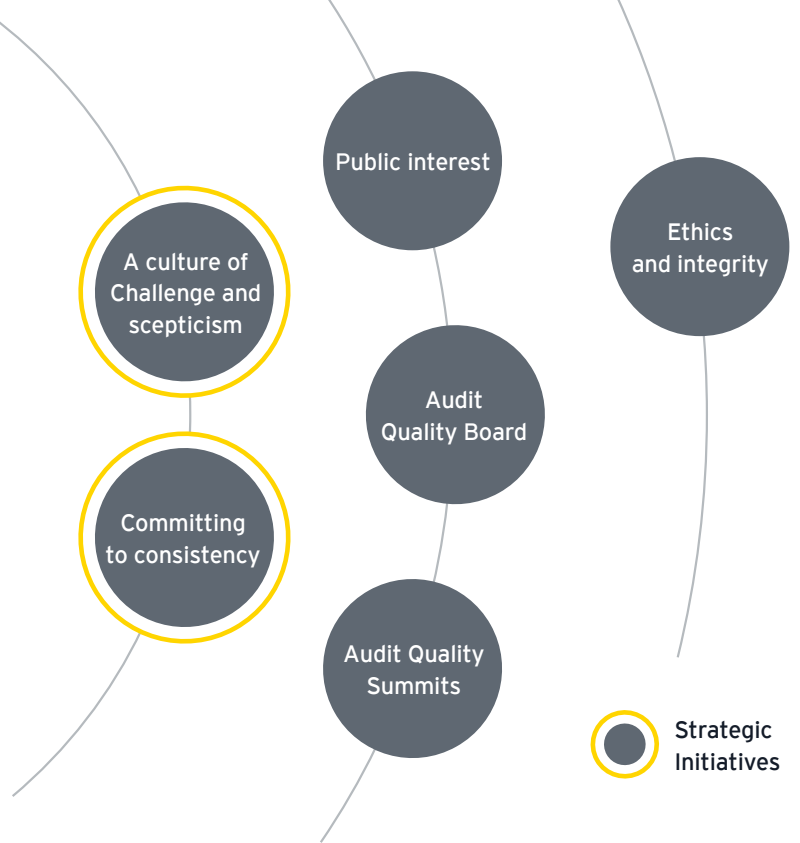 Public interest
Ethics
and integrity
A culture of
Challenge and
scepticism
Audit
Quality Board
Committing
to consistency
Audit Quality
Summits
Strategic
Initiatives